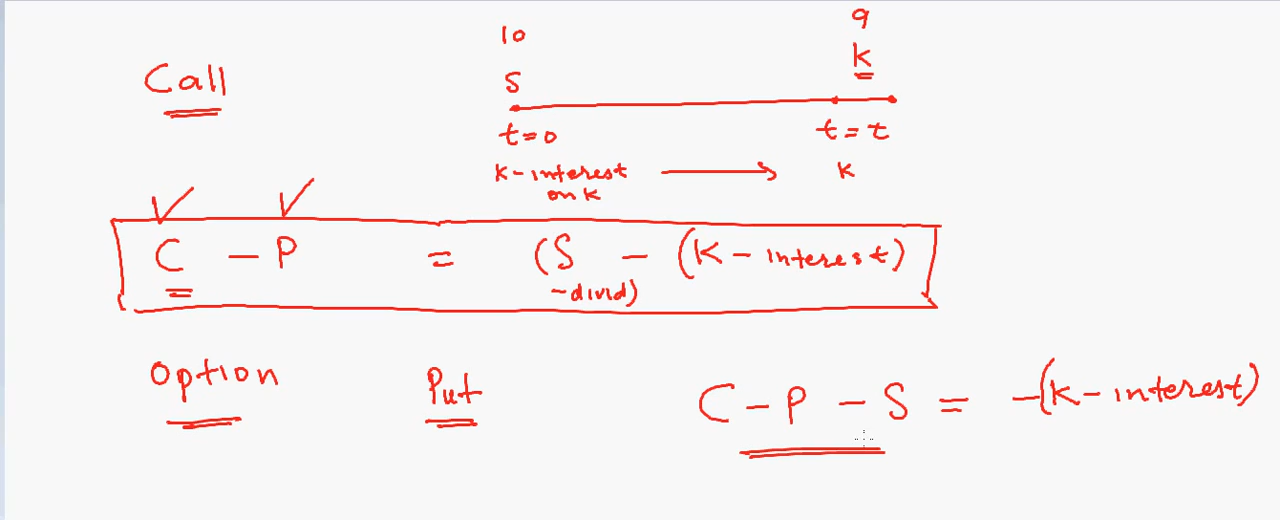 10
9
Call
S
K
t=0
t=τ
K-interest
on K
K
C - P = (S - (K - interest)
- divid)
Option
Put
C - P - S = -(K - interest)